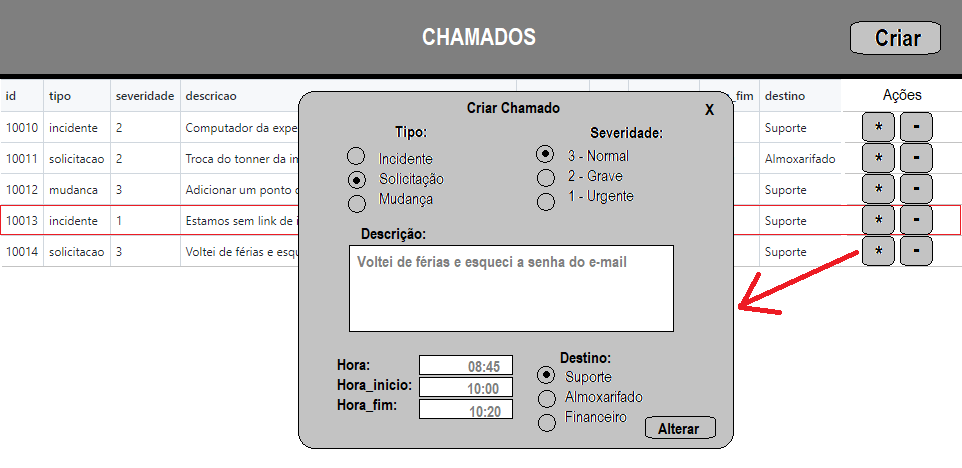 CHAMADOS
Criar
id tipo severidade descricao _fim destino Ações
10010 incidente 2 Computador da expe Suporte * -
10011 solicitacao 2 Troca do tonner da im Almoxarifado * -
10012 mudanca 3 Adicionar um ponto Suporte * -
10013 incidente 1 Estamos sem link de i Suporte * -
10014 solicitacao 3 Voltei de férias e esqu Suporte * -
Criar Chamado X
Tipo:
Incidente
Solicitação
Mudança
Severidade:
3 - Normal
2 - Grave
1 - Urgente
Descrição:
Voltei de férias e esqueci a senha do e-mail
Hora: 08:45
Hora_inicio: 10:00
Hora_fim: 10:20
Destino:
Suporte
Almoxarifado
Financeiro
Alterar